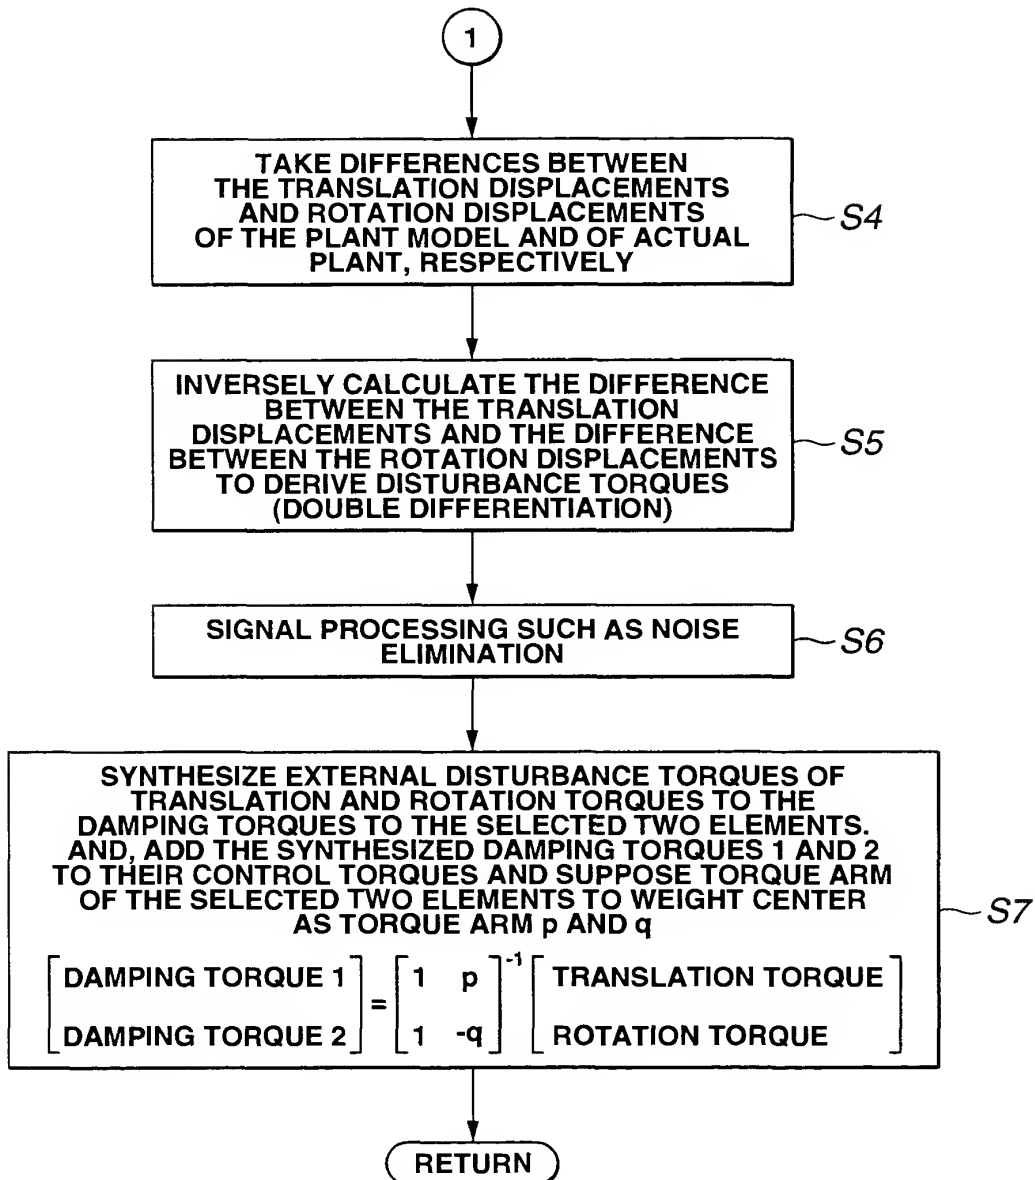 1
TAKE DIFFERENCES BETWEEN
THE TRANSLATION DISPLACEMENTS
AND ROTATION DISPLACEMENTS
OF THE PLANT MODEL AND OF ACTUAL
PLANT, RESPECTIVELY
S4
INVERSELY CALCULATE THE DIFFERENCE
BETWEEN THE TRANSLATION
DISPLACEMENTS AND THE DIFFERENCE
BETWEEN THE ROTATION DISPLACEMENTS
TO DERIVE DISTURBANCE TORQUES
(DOUBLE DIFFERENTIATION)
S5
SIGNAL PROCESSING SUCH AS NOISE
ELIMINATION
S6
SYNTHESIZE EXTERNAL DISTURBANCE TORQUES OF
TRANSLATION AND ROTATION TORQUES TO THE
DAMPING TORQUES TO THE SELECTED TWO ELEMENTS.
AND, ADD THE SYNTHESIZED DAMPING TORQUES 1 AND 2
TO THEIR CONTROL TORQUES AND SUPPOSE TORQUE ARM
OF THE SELECTED TWO ELEMENTS TO WEIGHT CENTER
AS TORQUE ARM p AND q
S7
DAMPING TORQUE 1 = 1 p -1 TRANSLATION TORQUE
DAMPING TORQUE 2 1 -q ROTATION TORQUE
RETURN